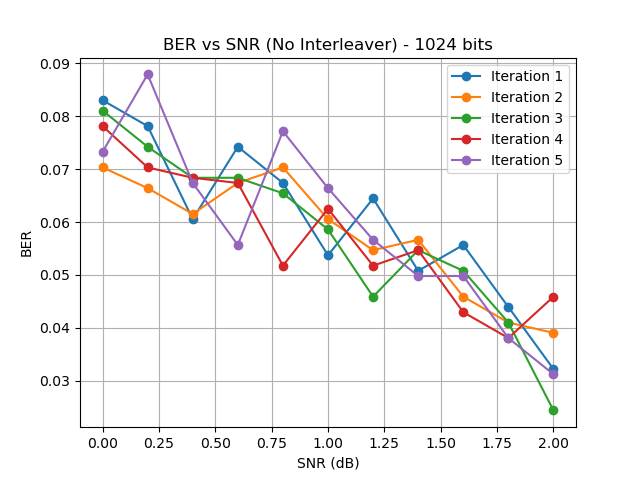 BER vs SNR (No Interleaver) - 1024 bits
0.09
0.08
0.07
0.06
0.05
0.04
0.03
BER
Iteration 1
Iteration 2
Iteration 3
Iteration 4
Iteration 5
0.00 0.25 0.50 0.75 1.00 1.25 1.50 1.75 2.00
SNR (dB)